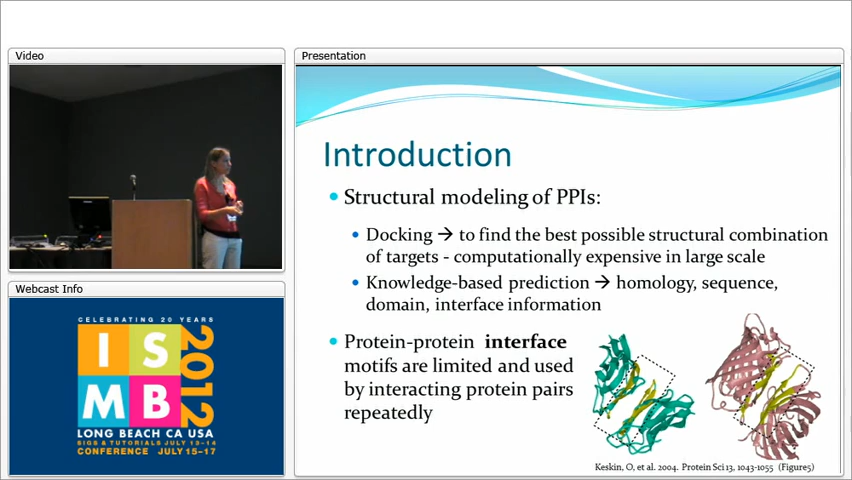 Video
Presentation
Introduction
Structural modeling of PPIs:
Docking → to find the best possible structural combination
of targets - computationally expensive in large scale
Knowledge-based prediction → homology, sequence,
domain, interface information
Protein-protein interface
motifs are limited and used
by interacting protein pairs
repeatedly
Keskin, O, et al. 2004. Protein Sci 13, 1043-1055 (Figure5)
Webcast Info
CELEBRATING 20 YEARS
IS
MB
2012
LONG BEACH CA USA
SIGS & TUTORIALS JULY 13-14
CONFERENCE JULY 15-17